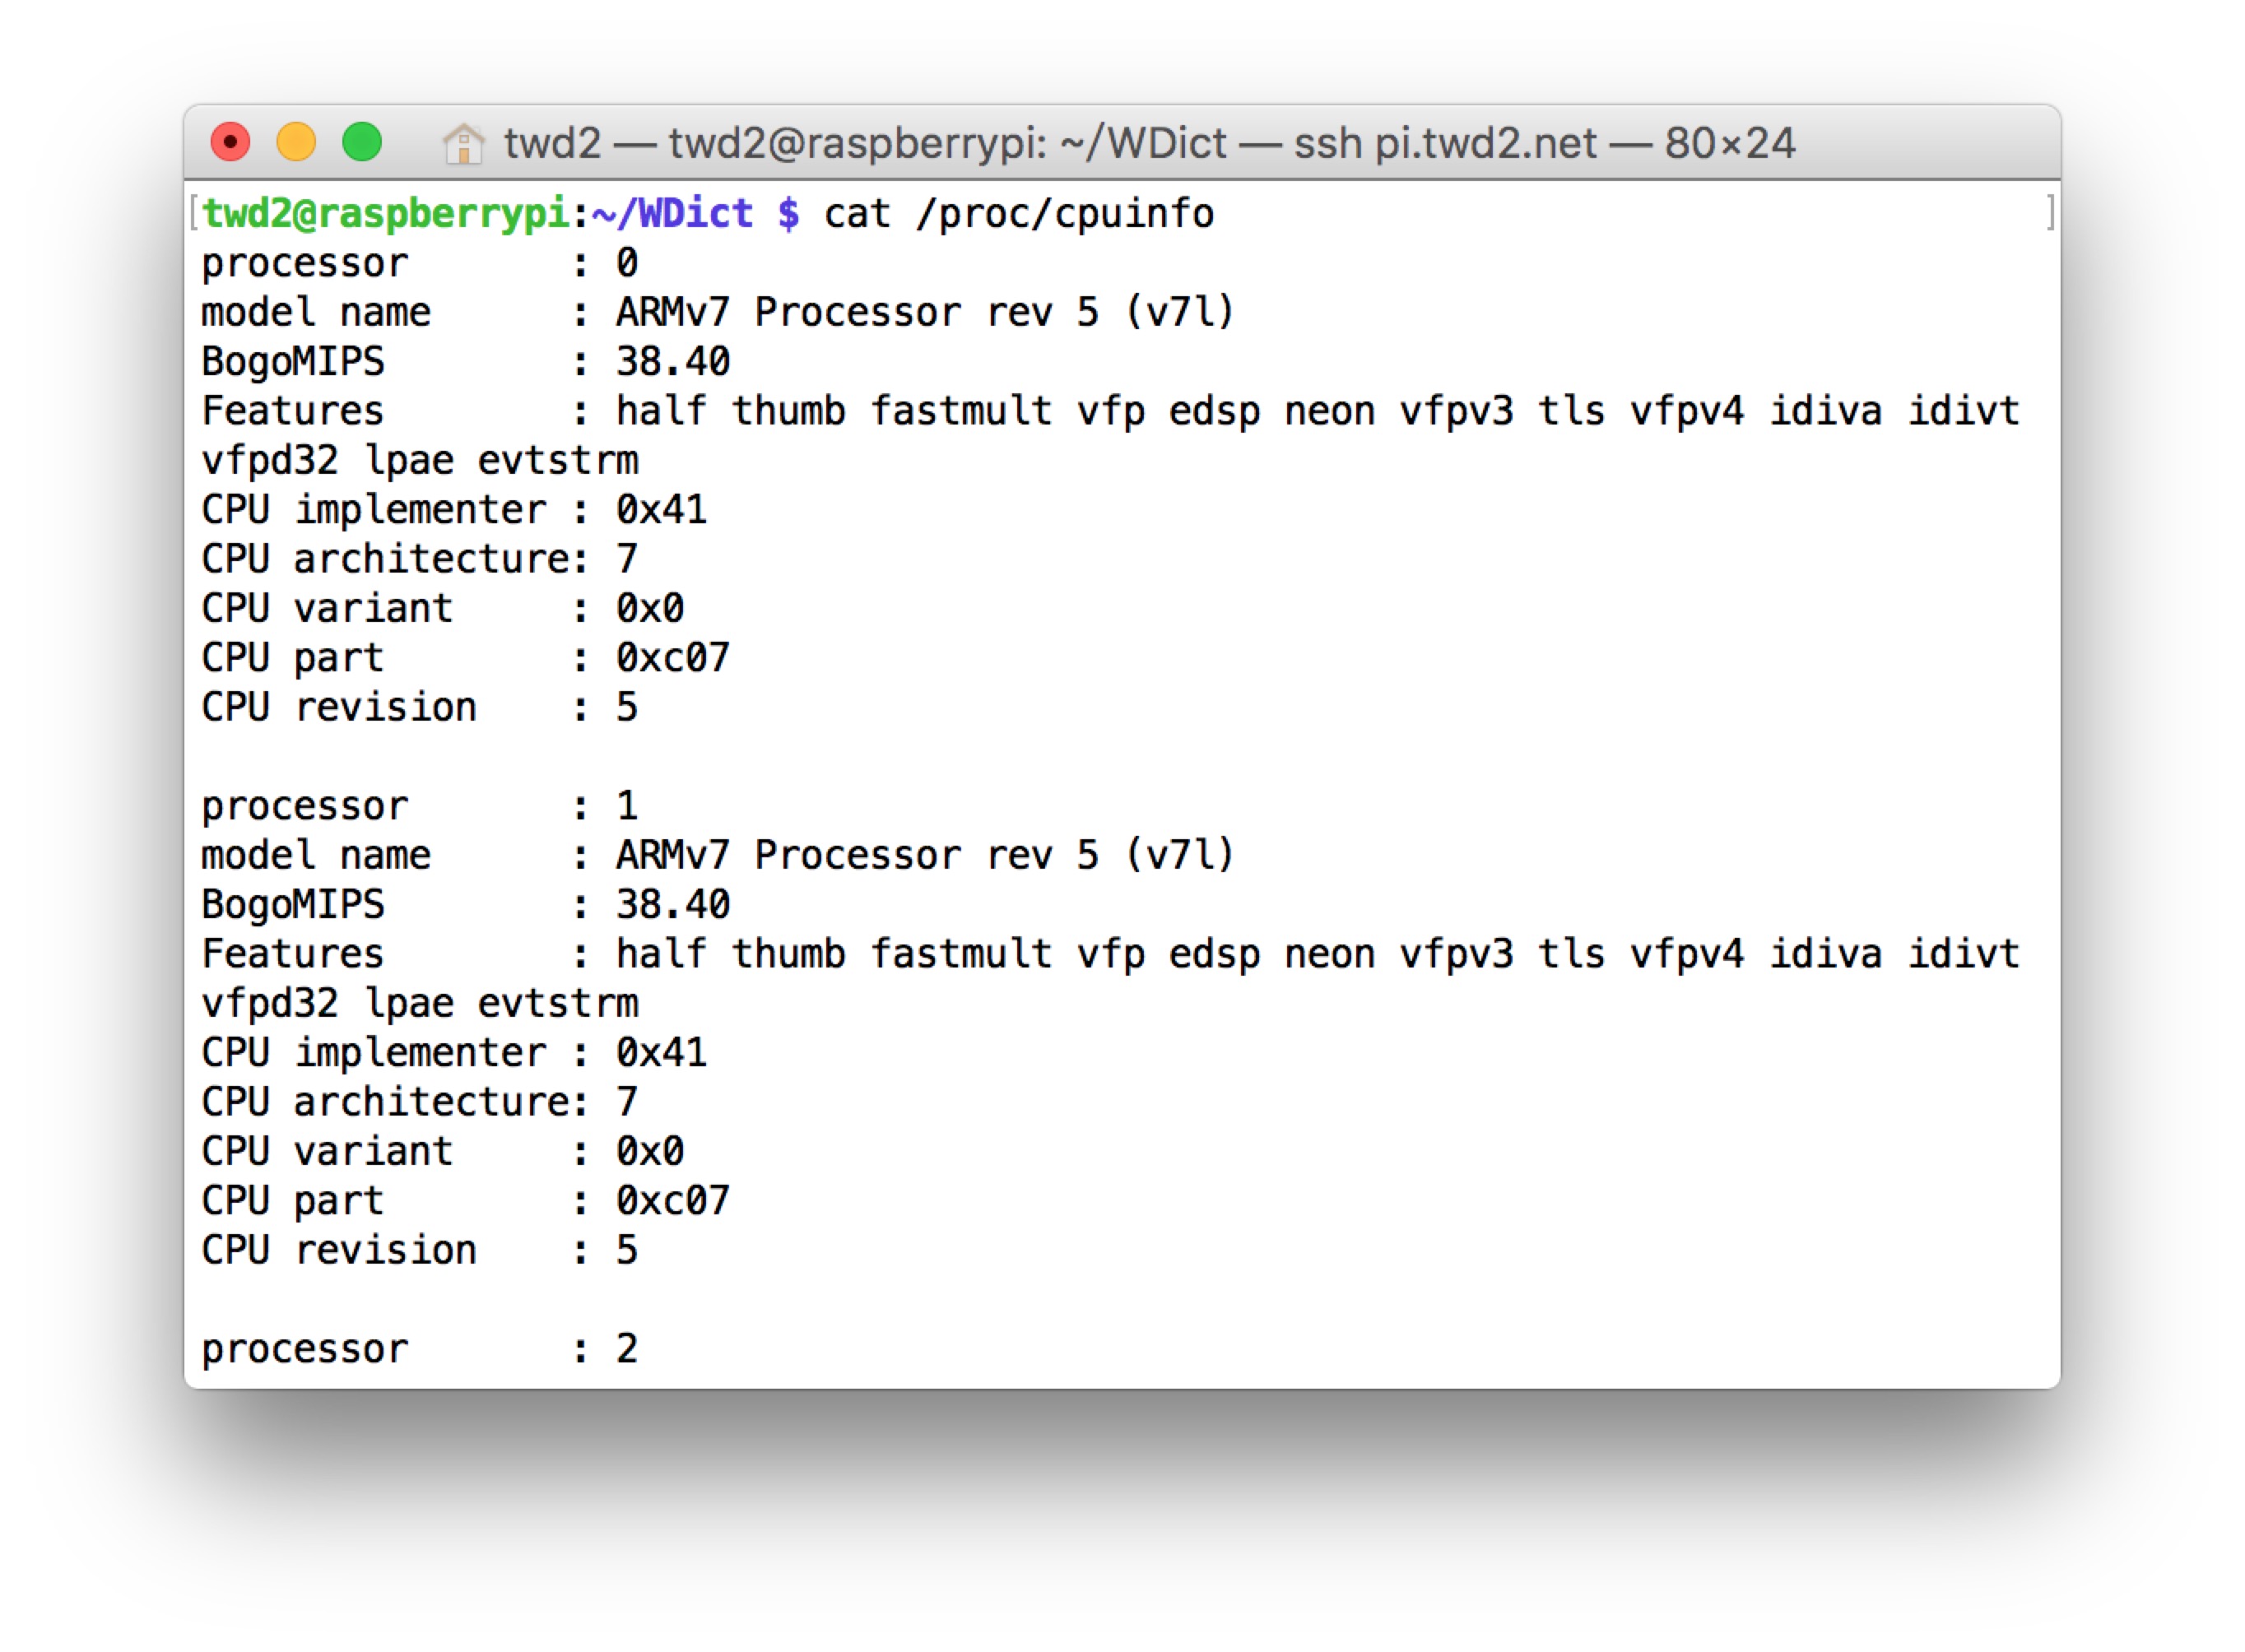 twd2 — twd2@raspberrypi: ~/WDict — ssh pi.twd2.net — 80×24
[twd2@raspberrypi:~/WDict $ cat /proc/cpuinfo ]
processor : 0
model name : ARMv7 Processor rev 5 (v7l)
BogoMIPS : 38.40
Features : half thumb fastmult vfp edsp neon vfpv3 tls vfpv4 idiva idivt
vfpd32 lpae evtstrm
CPU implementer : 0x41
CPU architecture: 7
CPU variant : 0x0
CPU part : 0xc07
CPU revision : 5

processor : 1
model name : ARMv7 Processor rev 5 (v7l)
BogoMIPS : 38.40
Features : half thumb fastmult vfp edsp neon vfpv3 tls vfpv4 idiva idivt
vfpd32 lpae evtstrm
CPU implementer : 0x41
CPU architecture: 7
CPU variant : 0x0
CPU part : 0xc07
CPU revision : 5

processor : 2